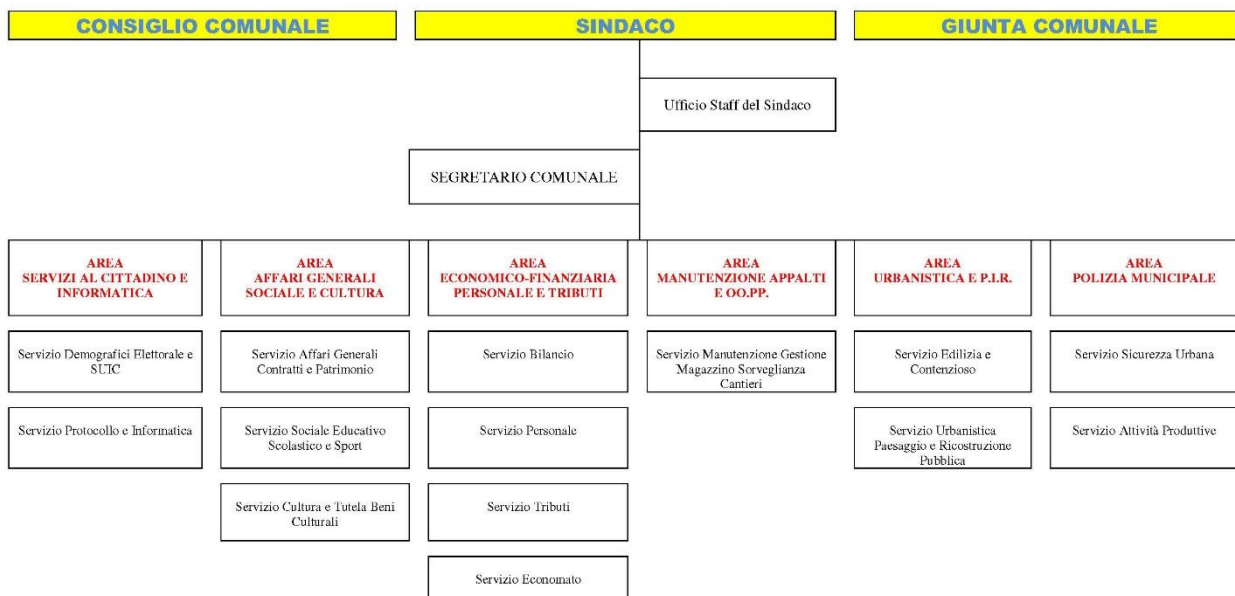 CONSIGLIO COMUNALE
SINDACO
GIUNTA COMUNALE
Ufficio Staff del Sindaco
SEGRETARIO COMUNALE
AREA
SERVIZI AL CITTADINO E
INFORMATICA
AREA
AFFARI GENERALI
SOCIALE E CULTURA
AREA
ECONOMICO-FINANZIARIA
PERSONALE E TRIBUTI
AREA
MANUTENZIONE APPALTI
E OO.PP.
AREA
URBANISTICA E P.I.R.
AREA
POLIZIA MUNICIPALE
Servizio Demografici Elettorale e
SUIC
Servizio Affari Generali
Contratti e Patrimonio
Servizio Bilancio
Servizio Manutenzione Gestione
Magazzino Sorveglianza
Cantieri
Servizio Edilizia e
Contenzioso
Servizio Sicurezza Urbana
Servizio Protocollo e Informatica
Servizio Sociale Educativo
Scolastico e Sport
Servizio Personale
Servizio Urbanistica
Paesaggio e Ricostruzione
Pubblica
Servizio Attività Produttive
Servizio Cultura e Tutela Beni
Culturali
Servizio Tributi
Servizio Economato